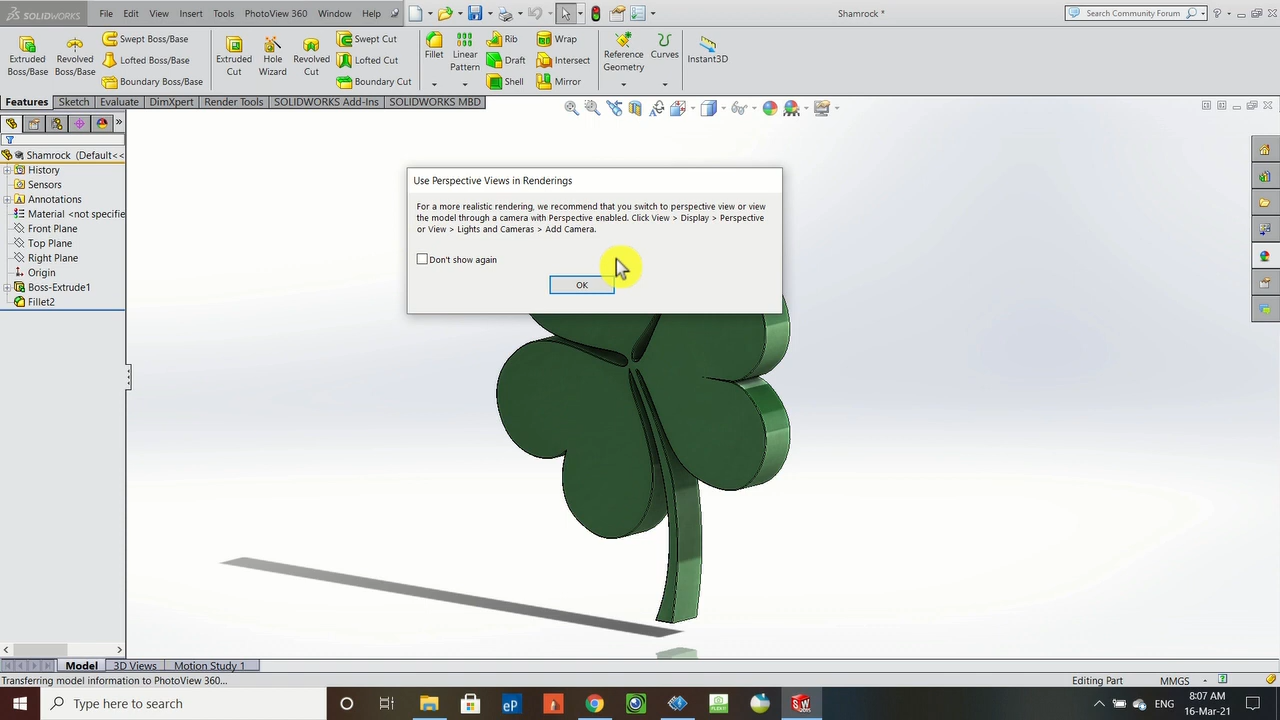 SOLIDWORKS File Edit View Insert Tools PhotoView 360 Window Help Shamrock * Search Community Forum ?
Extruded Boss/Base
Revolved Boss/Base
Swept Boss/Base
Lofted Boss/Base
Boundary Boss/Base
Extruded Cut
Hole Wizard
Revolved Cut
Swept Cut
Lofted Cut
Boundary Cut
Fillet
Linear Pattern
Rib
Draft
Shell
Wrap
Intersect
Mirror
Reference Geometry
Curves
Instant3D
Features Sketch Evaluate DimXpert Render Tools SOLIDWORKS Add-Ins SOLIDWORKS MBD
Shamrock (Default<<
History
Sensors
Annotations
Material <not specifie
Front Plane
Top Plane
Right Plane
Origin
Boss-Extrude1
Fillet2
Use Perspective Views in Renderings
For a more realistic rendering, we recommend that you switch to perspective view or view
the model through a camera with Perspective enabled. Click View > Display > Perspective
or View > Lights and Cameras > Add Camera.
Don't show again
OK
Model 3D Views Motion Study 1
Transferring model information to PhotoView 360... Editing Part MMGS
Type here to search
ENG
8:07 AM
16-Mar-21